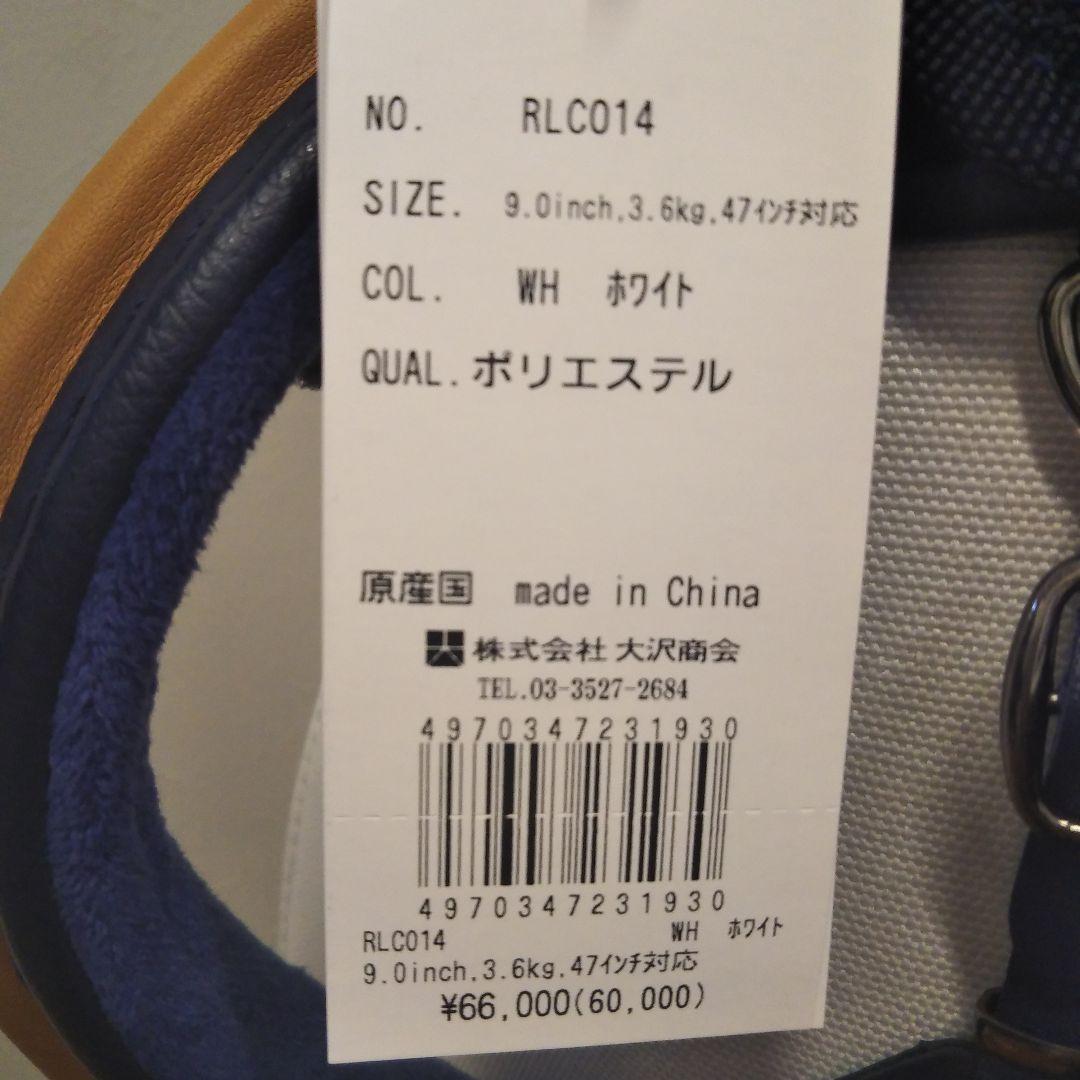 NO. RLC014
SIZE. 9.0inch.3.6kg.47インチ対応
COL. WH ホワイト
QUAL.ポリエステル
原産国 made in China
株式会社 大沢商会
TEL.03-3527-2684
4970347231930
4970347231930
RLC014 WH ホワイト
9.0inch.3.6kg.47インチ対応
¥66,000(60,000)